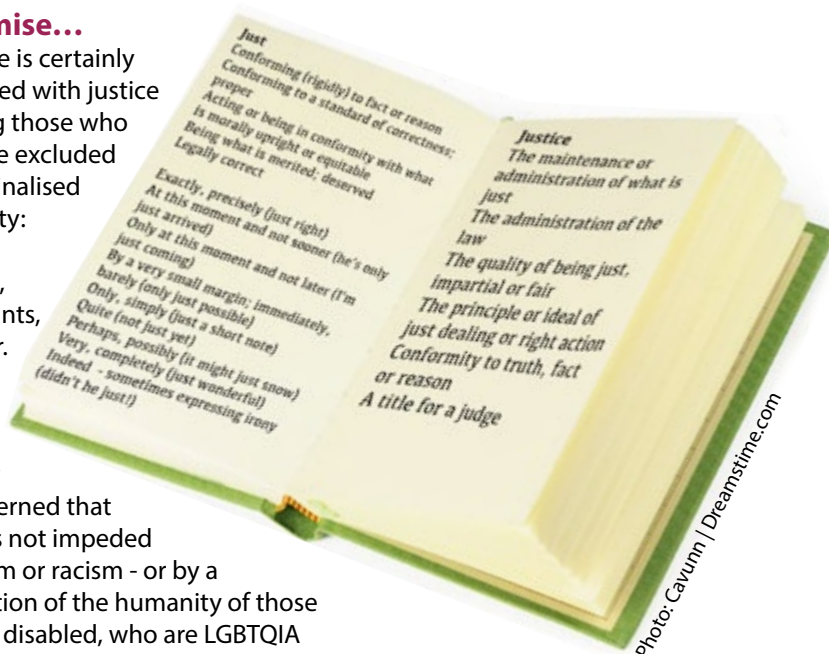 mise…
e is certainly
ed with justice
g those who
e excluded
inalised
ty:
,
nts,
r.
erned that
s not impeded
m or racism - or by a
tion of the humanity of those
disabled, who are LGBTQIA
Just
Conforming (rigidly) to fact or reason
Conforming to a standard of correctness;
proper
Acting or being in conformity with what
is morally upright or equitable
Being what is merited; deserved
Legally correct
Exactly, precisely (just right)
At this moment and not sooner (he's only
just arrived)
Only at this moment and not later (I'm
just coming)
By a very small margin; immediately,
barely (only just possible)
Only, simply (just a short note)
Quite (not just yet)
Perhaps, possibly (it might just snow)
Very, completely (just wonderful)
Indeed - sometimes expressing irony
(didn't he just!)
Justice
The maintenance or
administration of what is
just
The administration of the
law
The quality of being just,
impartial or fair
The principle or ideal of
just dealing or right action
Conformity to truth, fact
or reason
A title for a judge
Photo: Cavunn | Dreamstime.com